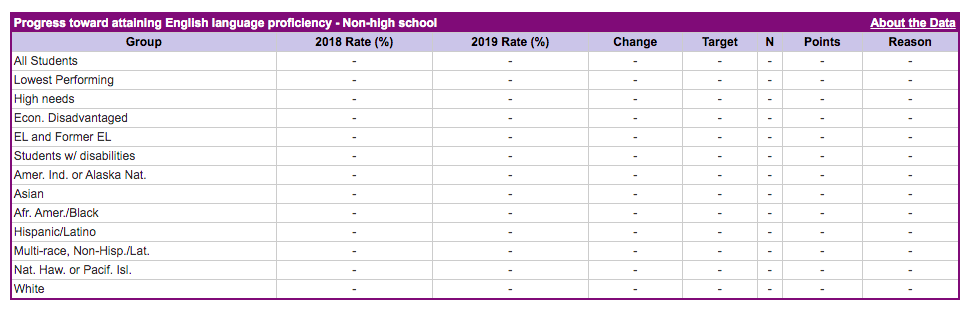 Progress toward attaining English language proficiency - Non-high school About the Data
Group 2018 Rate (%) 2019 Rate (%) Change Target N Points Reason
All Students - - - - - - -
Lowest Performing - - - - - - -
High needs - - - - - - -
Econ. Disadvantaged - - - - - - -
EL and Former EL - - - - - - -
Students w/ disabilities - - - - - - -
Amer. Ind. or Alaska Nat. - - - - - - -
Asian - - - - - - -
Afr. Amer./Black - - - - - - -
Hispanic/Latino - - - - - - -
Multi-race, Non-Hisp./Lat. - - - - - - -
Nat. Haw. or Pacif. Isl. - - - - - - -
White - - - - - - -